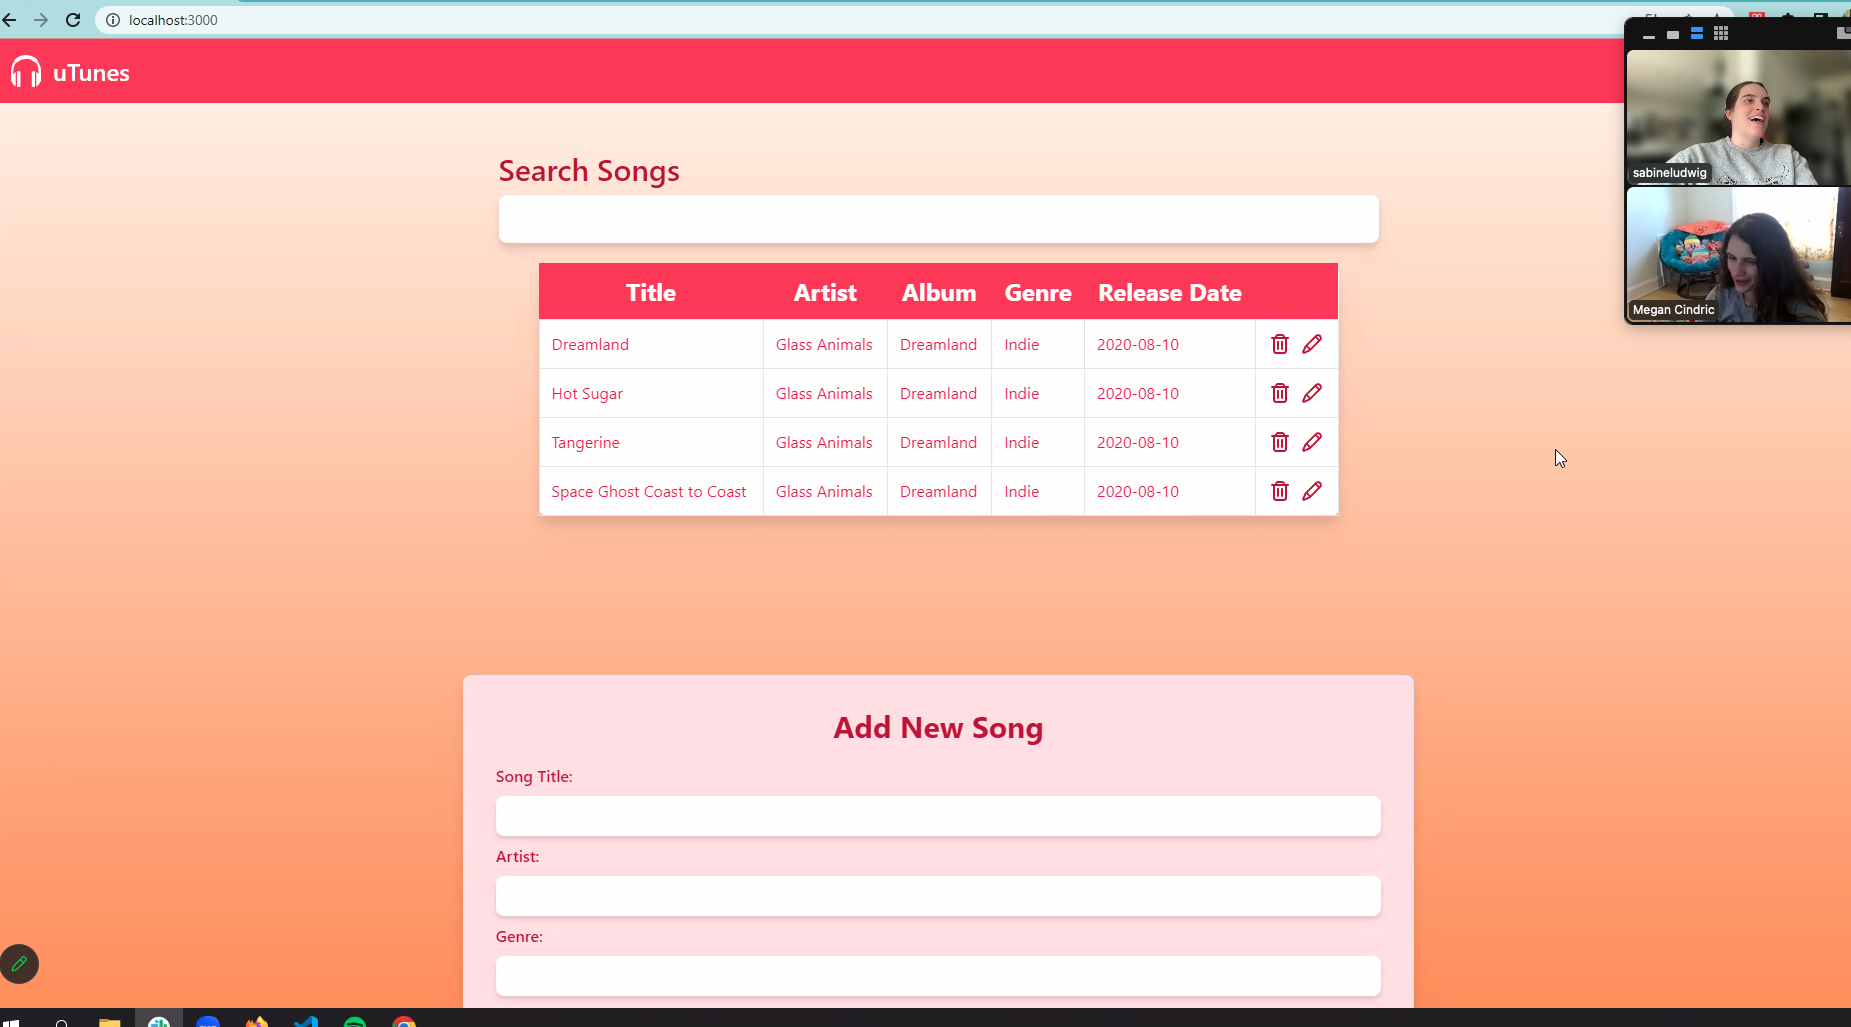 localhost:3000
uTunes
sabineludwig
Megan Cindric
Search Songs
Title Artist Album Genre Release Date
Dreamland Glass Animals Dreamland Indie 2020-08-10
Hot Sugar Glass Animals Dreamland Indie 2020-08-10
Tangerine Glass Animals Dreamland Indie 2020-08-10
Space Ghost Coast to Coast Glass Animals Dreamland Indie 2020-08-10
Add New Song
Song Title:
Artist:
Genre: